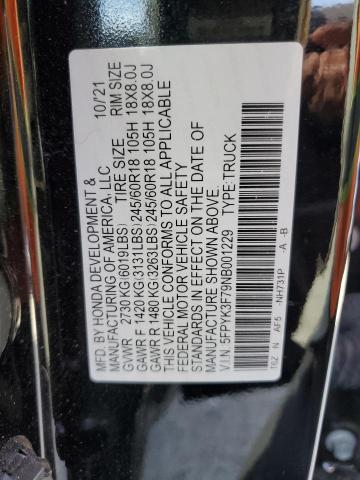 MFD. BY HONDA DEVELOPMENT & 10/21
MANUFACTURING OF AMERICA, LLC
TIRE SIZE RIM SIZE
GVWR 2730 KG(6019LBS)
GAWR F 1420 KG(3131LBS)245/60R18 105H 18X8.0J
GAWR R 1480 KG(3263LBS)245/60R18 105H 18X8.0J
THIS VEHICLE CONFORMS TO ALL APPLICABLE
FEDERAL MOTOR VEHICLE SAFETY
STANDARDS IN EFFECT ON THE DATE OF
MANUFACTURE SHOWN ABOVE.
V.I.N. 5FPYK3F79NB001229 TYPE:TRUCK
16Z N AF5 -NH731P -A -B